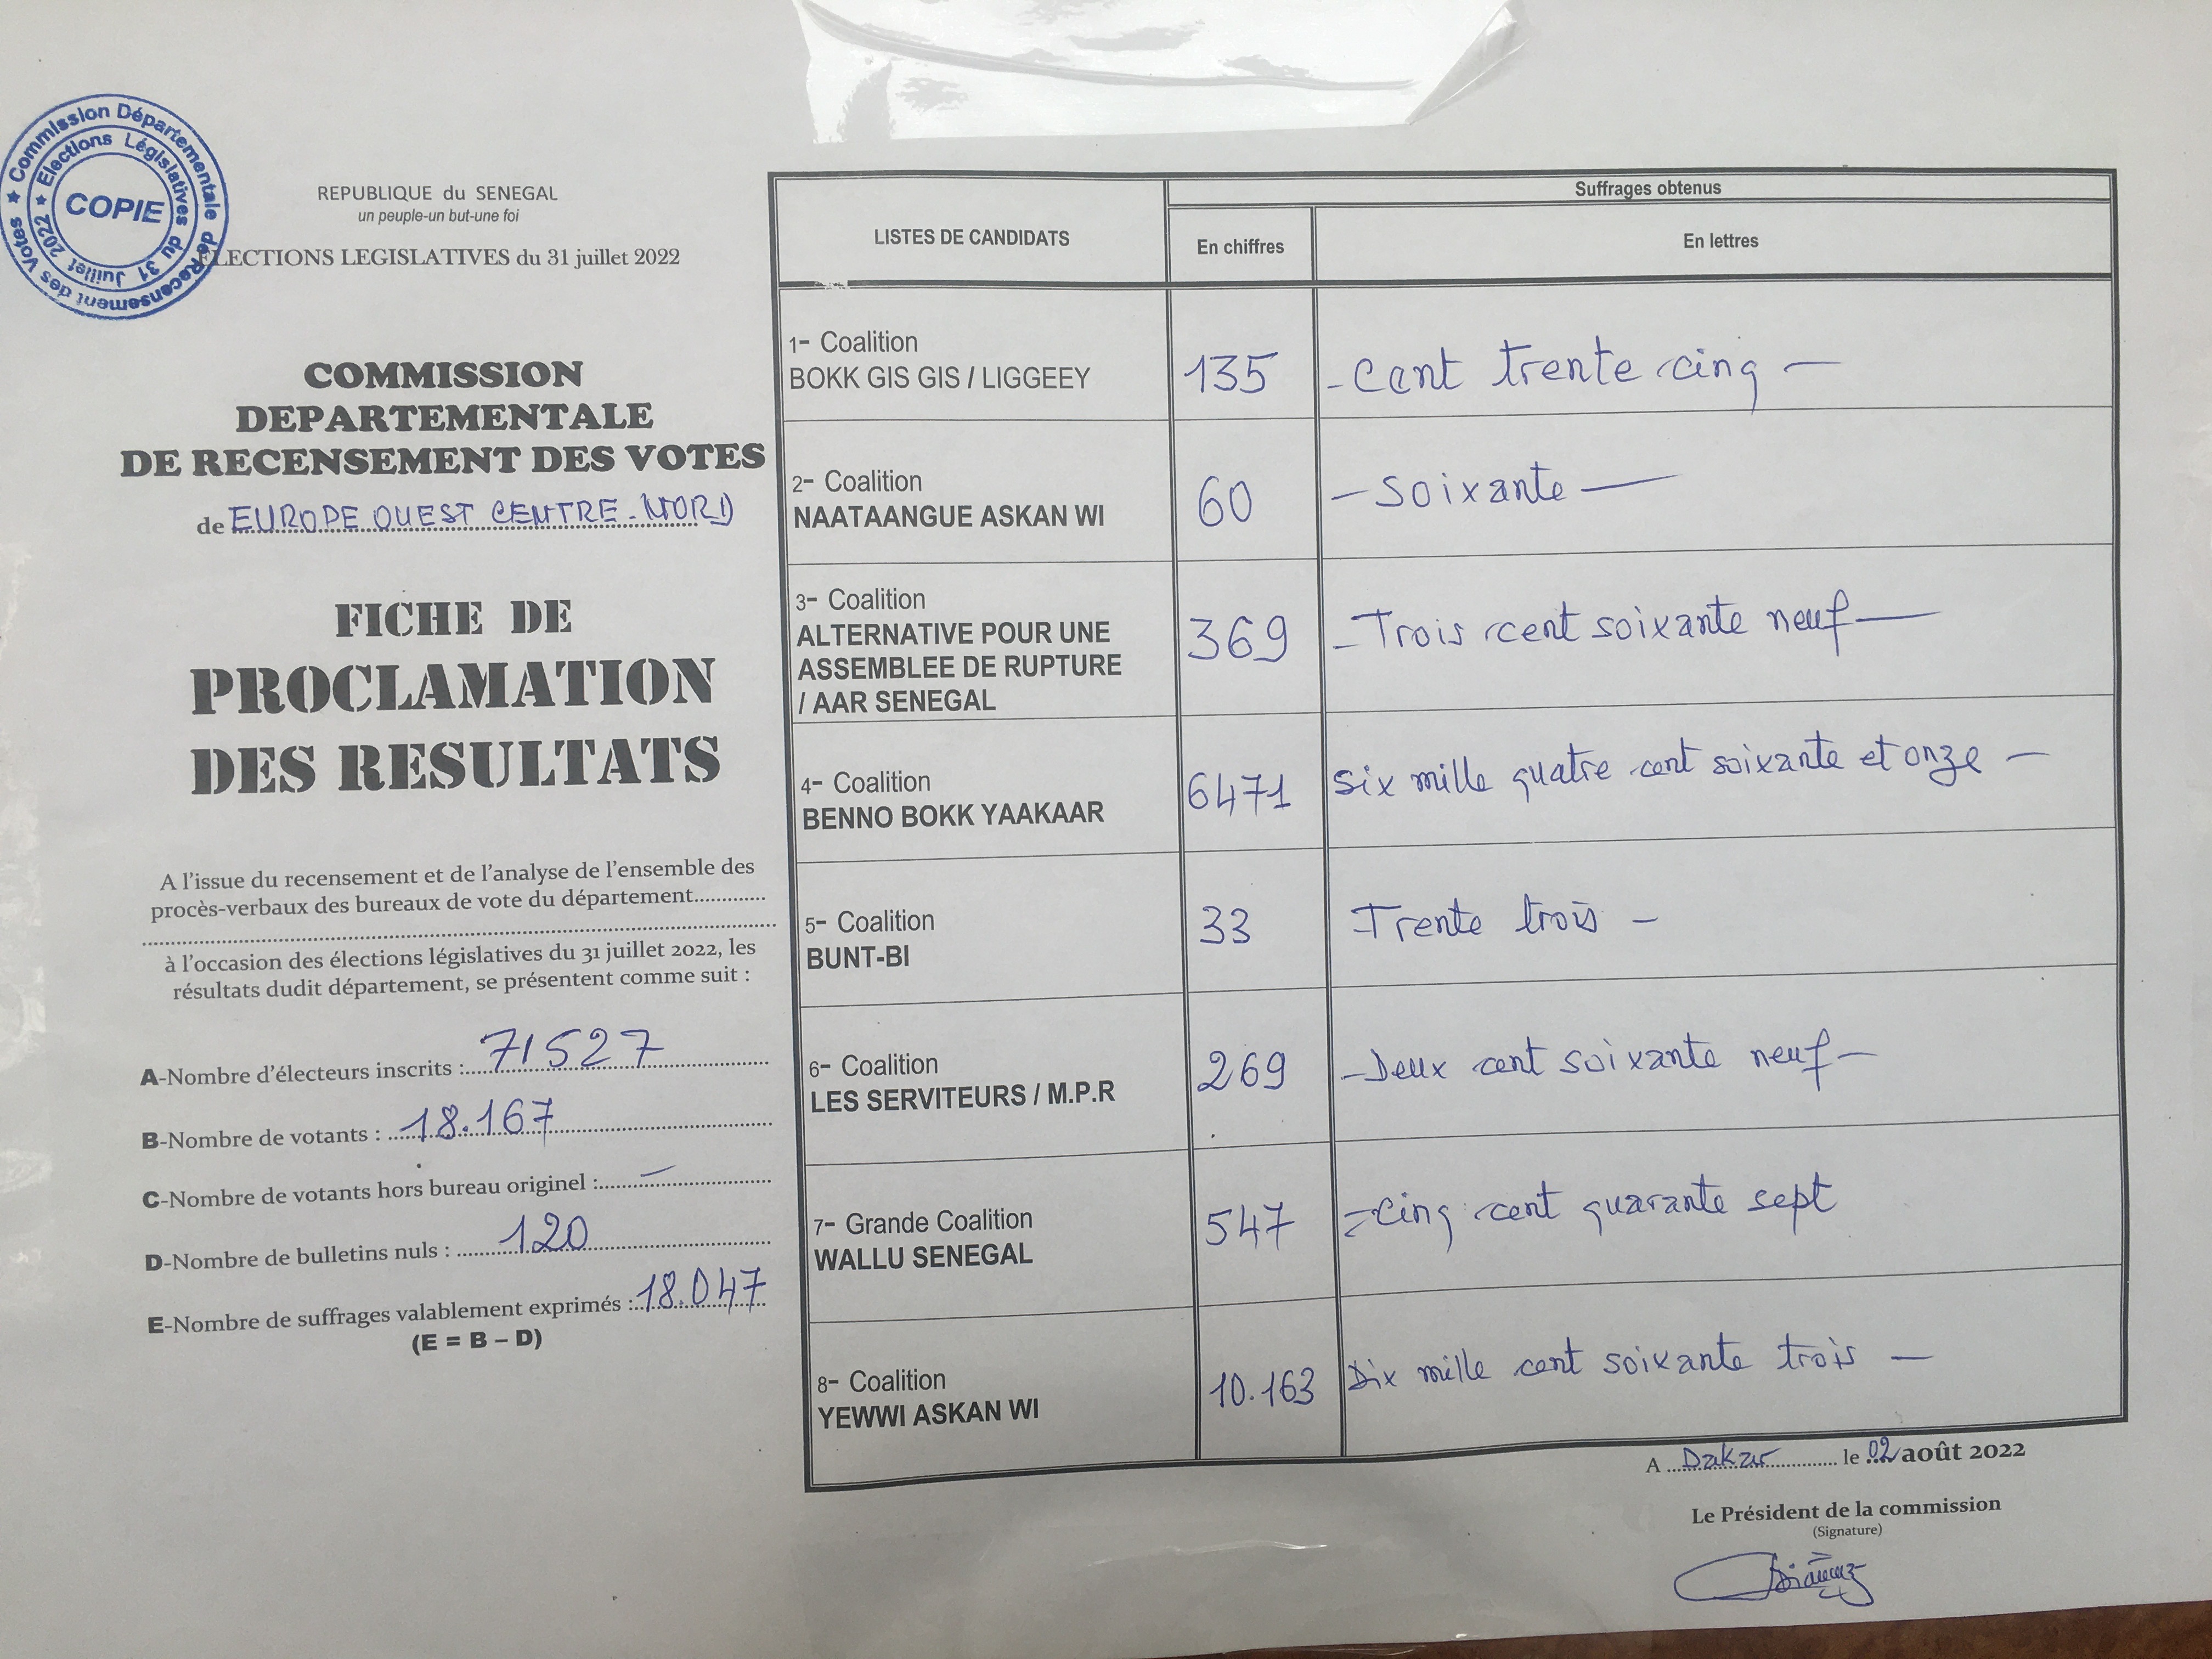 Commission Départementale de Recensement des Votes
Elections Législatives du 31 Juillet 2022
COPIE
REPUBLIQUE du SENEGAL
un peuple-un but-une foi
ELECTIONS LEGISLATIVES du 31 juillet 2022
COMMISSION
DEPARTEMENTALE
DE RECENSEMENT DES VOTES
de EUROPE OUEST CENTRE-NORD
FICHE DE
PROCLAMATION
DES RESULTATS
A l'issue du recensement et de l'analyse de l'ensemble des
procès-verbaux des bureaux de vote du département.............
à l'occasion des élections législatives du 31 juillet 2022, les
résultats dudit département, se présentent comme suit :
A-Nombre d'électeurs inscrits : 71527
B-Nombre de votants : 18.167
C-Nombre de votants hors bureau originel : —
D-Nombre de bulletins nuls : 120
E-Nombre de suffrages valablement exprimés : 18.047
(E = B – D)
LISTES DE CANDIDATS
Suffrages obtenus
En chiffres
En lettres
1- Coalition
BOKK GIS GIS / LIGGEEY
135
- Cent trente cinq —
2- Coalition
NAATAANGUE ASKAN WI
60
- Soixante —
3- Coalition
ALTERNATIVE POUR UNE
ASSEMBLEE DE RUPTURE
/ AAR SENEGAL
369
- Trois cent soixante neuf —
4- Coalition
BENNO BOKK YAAKAAR
6471
Six mille quatre cent soixante et onze —
5- Coalition
BUNT-BI
33
Trente trois —
6- Coalition
LES SERVITEURS / M.P.R
269
- Deux cent soixante neuf —
7- Grande Coalition
WALLU SENEGAL
547
= Cinq cent quarante sept
8- Coalition
YEWWI ASKAN WI
10.163
Dix mille cent soixante trois —
A Dakar le 02 août 2022
Le Président de la commission
(Signature)